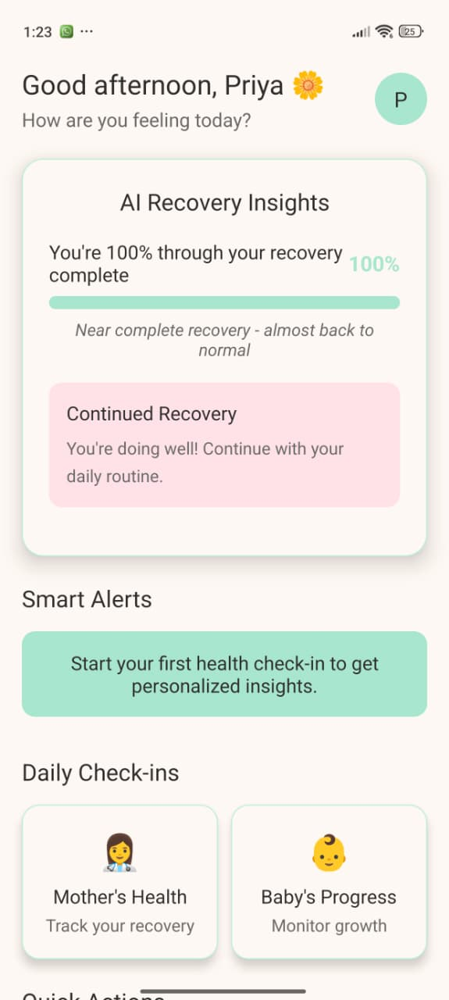 1:23 ...
25
Good afternoon, Priya
P
How are you feeling today?
AI Recovery Insights
You're 100% through your recovery
complete
100%
Near complete recovery - almost back to
normal
Continued Recovery
You're doing well! Continue with your
daily routine.
Smart Alerts
Start your first health check-in to get
personalized insights.
Daily Check-ins
Mother's Health
Track your recovery
Baby's Progress
Monitor growth
Quick Actions